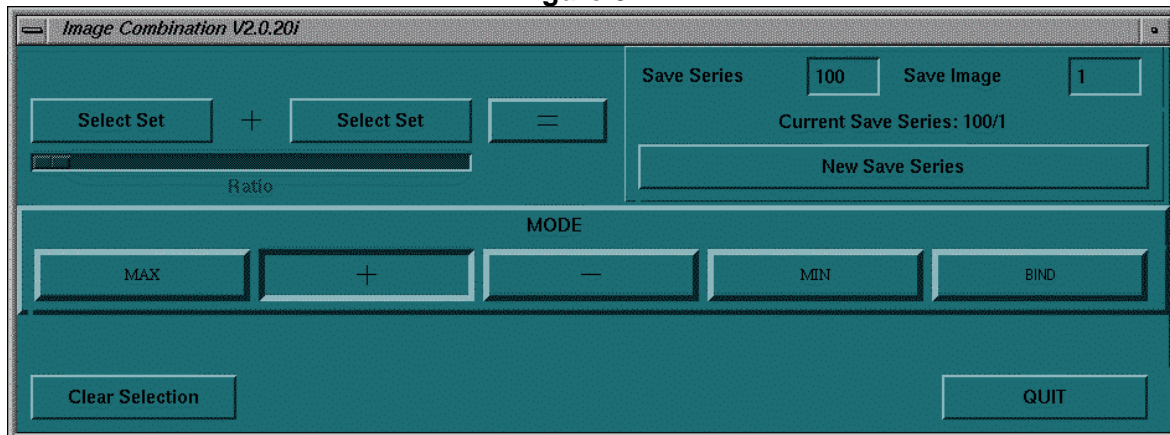 Image Combination V2.0.20i
Save Series 100 Save Image 1
Select Set + Select Set =
Current Save Series: 100/1
New Save Series
Ratio
MODE
MAX + − MIN BIND
Clear Selection QUIT